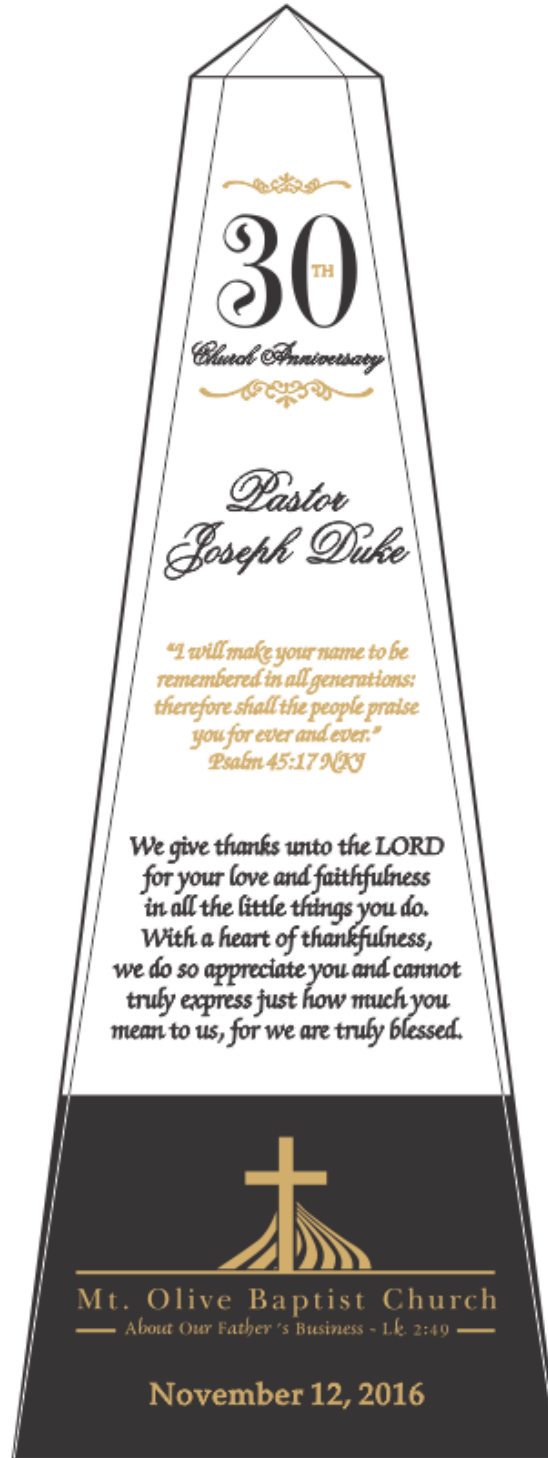 30TH
Church Anniversary
Pastor
Joseph Duke
"I will make your name to be
remembered in all generations:
therefore shall the people praise
you for ever and ever."
Psalm 45:17 NKJ
We give thanks unto the LORD
for your love and faithfulness
in all the little things you do.
With a heart of thankfulness,
we do so appreciate you and cannot
truly express just how much you
mean to us, for we are truly blessed.
Mt. Olive Baptist Church
About Our Father 's Business - Lk. 2:49
November 12, 2016